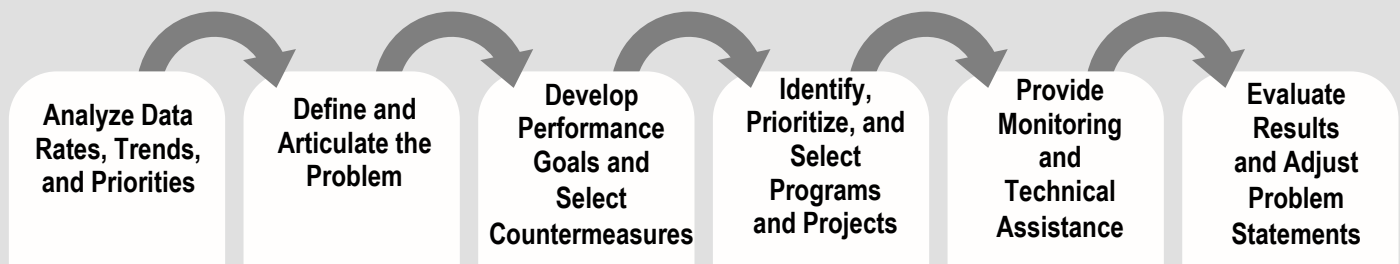 Analyze Data
Rates, Trends,
and Priorities
Define and
Articulate the
Problem
Develop
Performance
Goals and
Select
Countermeasures
Identify,
Prioritize, and
Select
Programs
and Projects
Provide
Monitoring
and
Technical
Assistance
Evaluate
Results
and Adjust
Problem
Statements